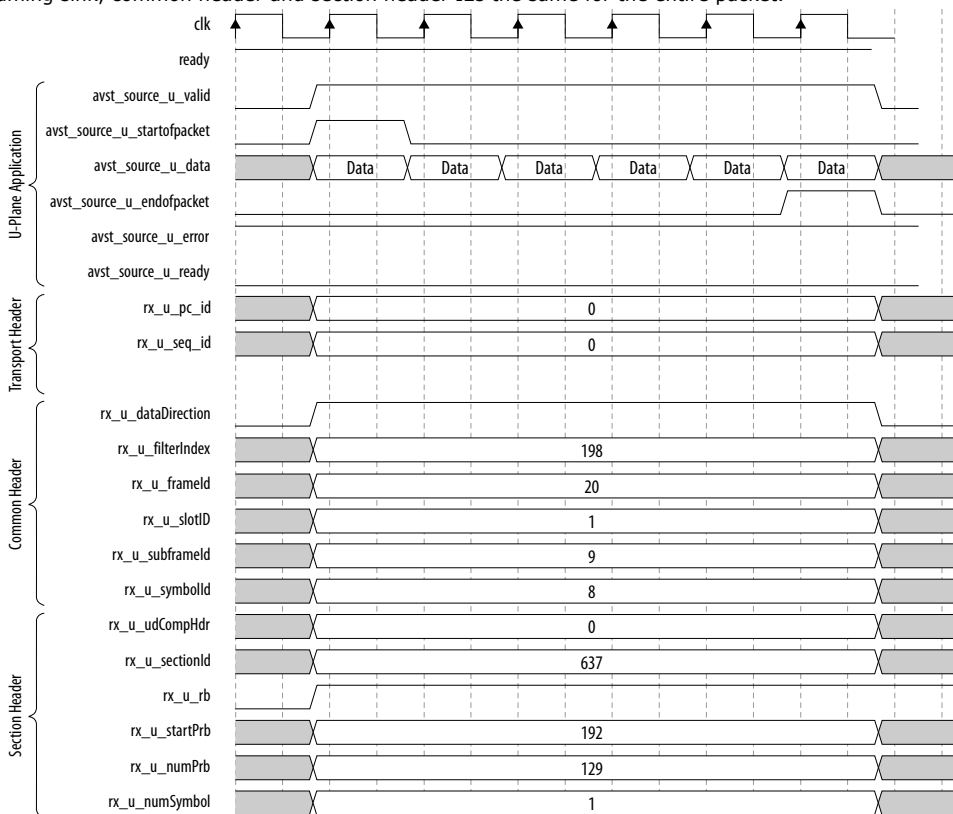 clk
ready
avst_source_u_valid
avst_source_u_startofpacket
avst_source_u_data Data Data Data Data Data Data
avst_source_u_endofpacket
avst_source_u_error
avst_source_u_ready
U-Plane Application
rx_u_pc_id 0
rx_u_seq_id 0
Transport Header
rx_u_dataDirection
rx_u_filterIndex 198
rx_u_frameId 20
rx_u_slotID 1
rx_u_subframeId 9
rx_u_symbolId 8
Common Header
rx_u_udCompHdr 0
rx_u_sectionId 637
rx_u_rb
rx_u_startPrb 192
rx_u_numPrb 129
rx_u_numSymbol 1
Section Header